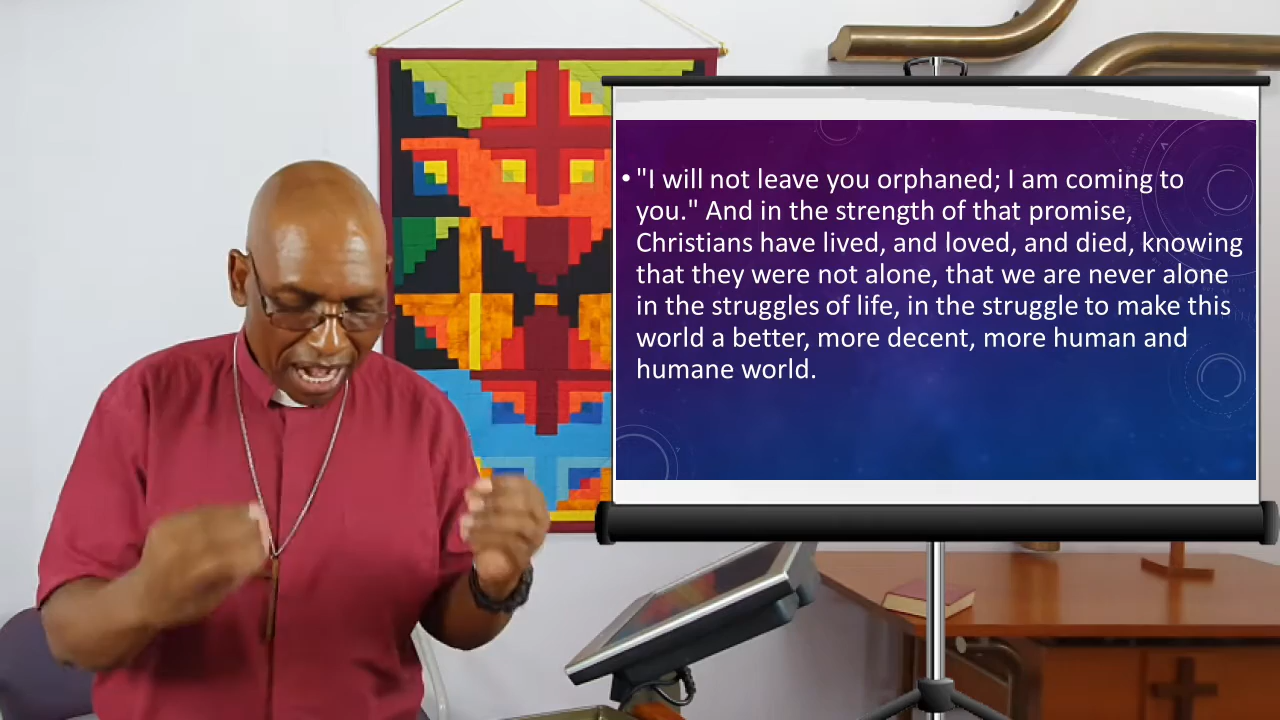 • "I will not leave you orphaned; I am coming to
you." And in the strength of that promise,
Christians have lived, and loved, and died, knowing
that they were not alone, that we are never alone
in the struggles of life, in the struggle to make this
world a better, more decent, more human and
humane world.